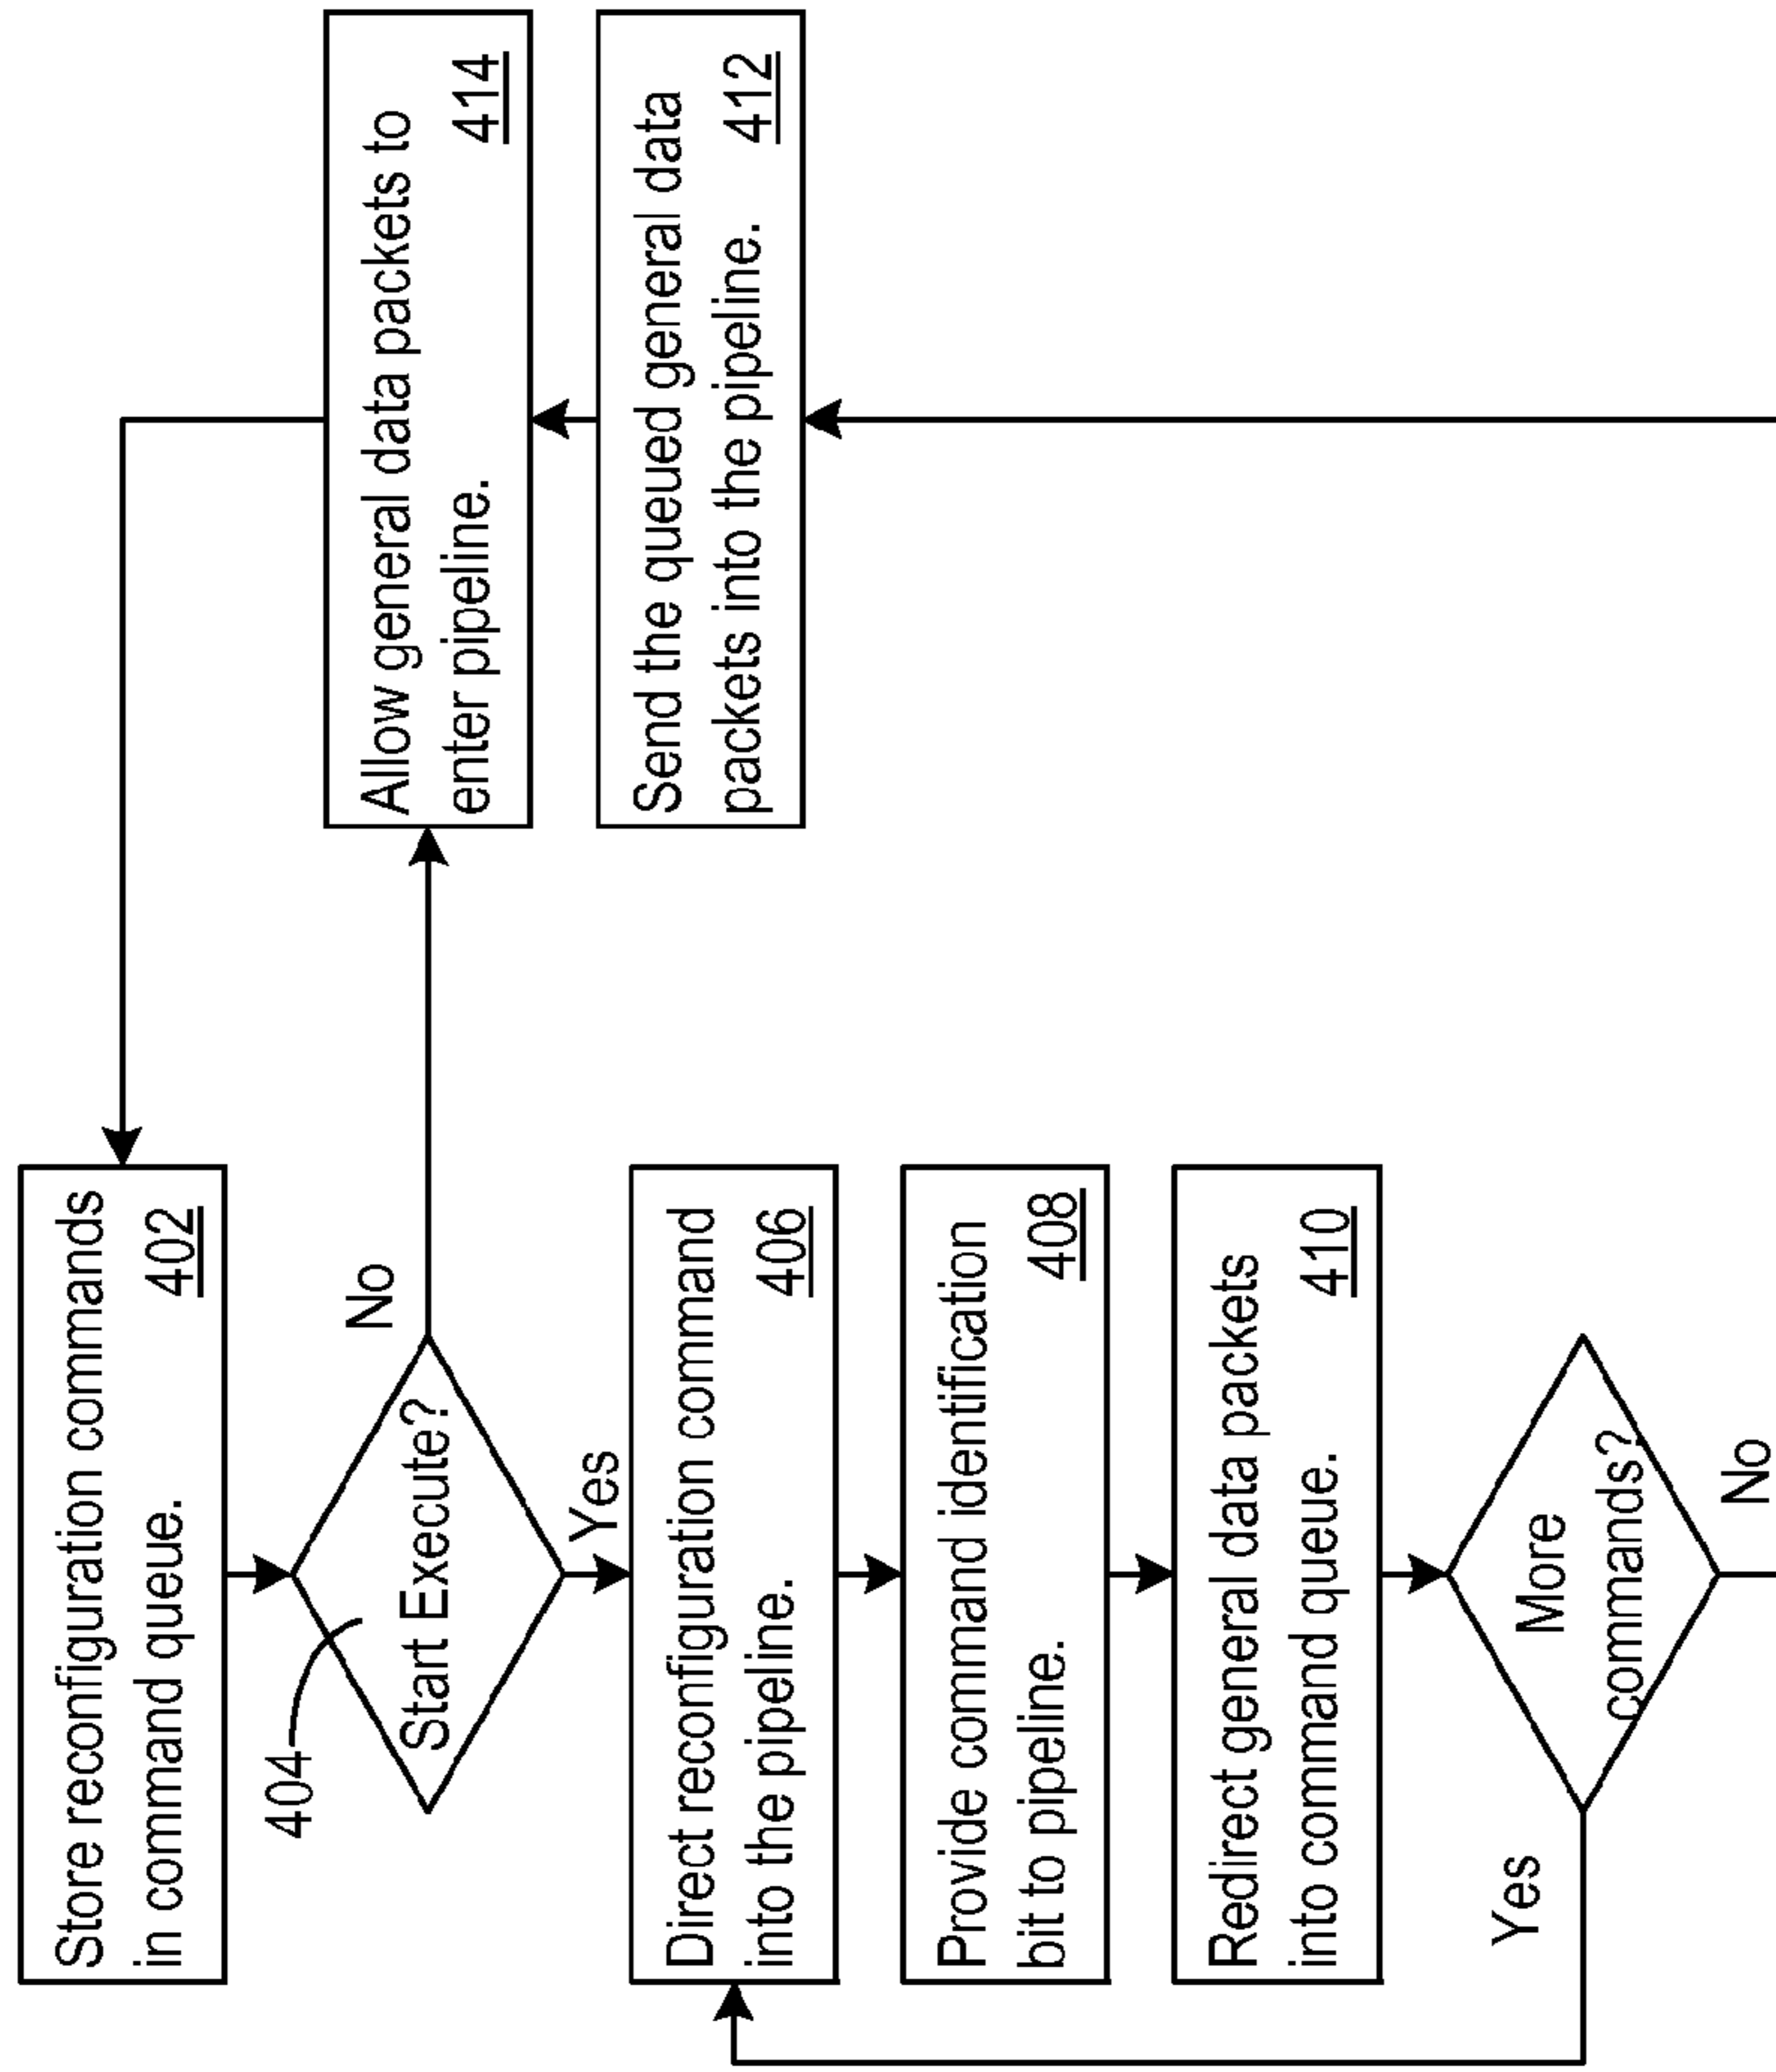 Store reconfiguration commands
in command queue.
402
404
Start Execute?
No
Yes
Direct reconfiguration command
into the pipeline.
406
Provide command identification
bit to pipeline.
408
Redirect general data packets
into command queue.
410
More
commands?
Yes
No
Allow general data packets to
enter pipeline.
414
Send the queued general data
packets into the pipeline.
412